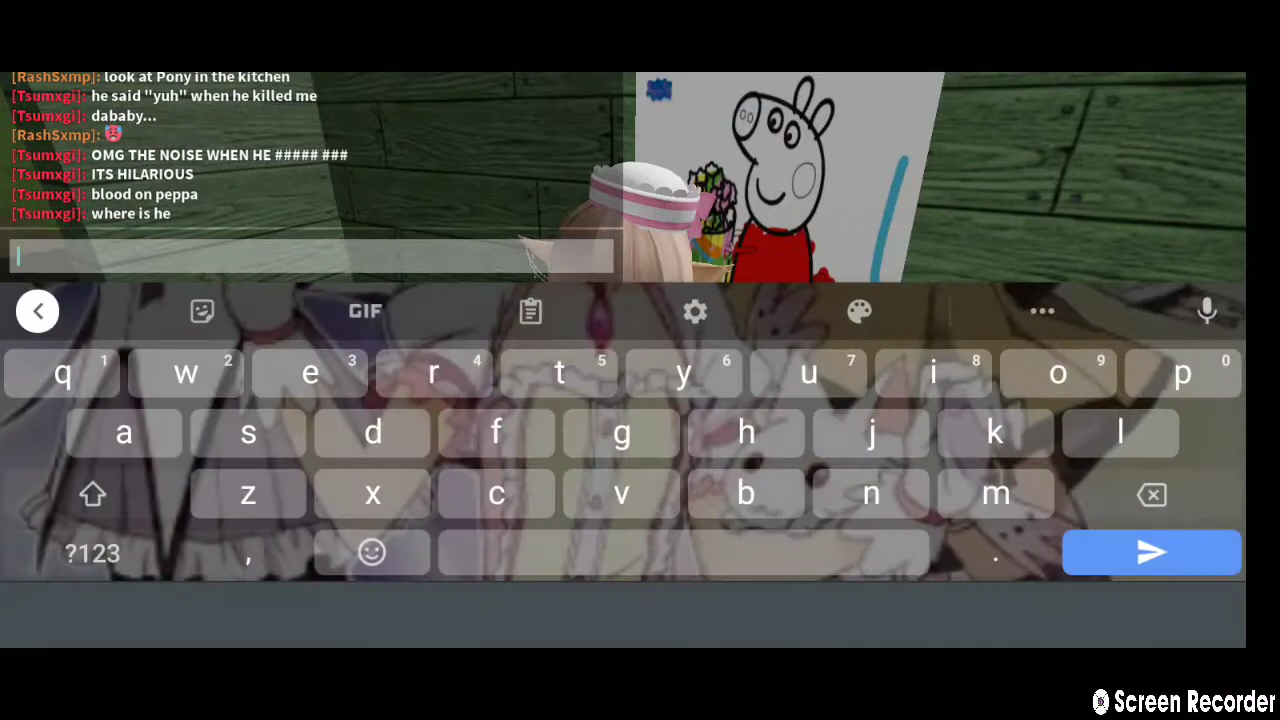 [RashSxmp]: look at Pony in the kitchen
[Tsumxgi]: he said "yuh" when he killed me
[Tsumxgi]: dababy...
[RashSxmp]: 🥵
[Tsumxgi]: OMG THE NOISE WHEN HE ##### ###
[Tsumxgi]: ITS HILARIOUS
[Tsumxgi]: blood on peppa
[Tsumxgi]: where is he
GIF
q 1 w 2 e 3 r 4 t 5 y 6 u 7 i 8 o 9 p 0
a s d f g h j k l
z x c v b n m
?123 , .
Screen Recorder